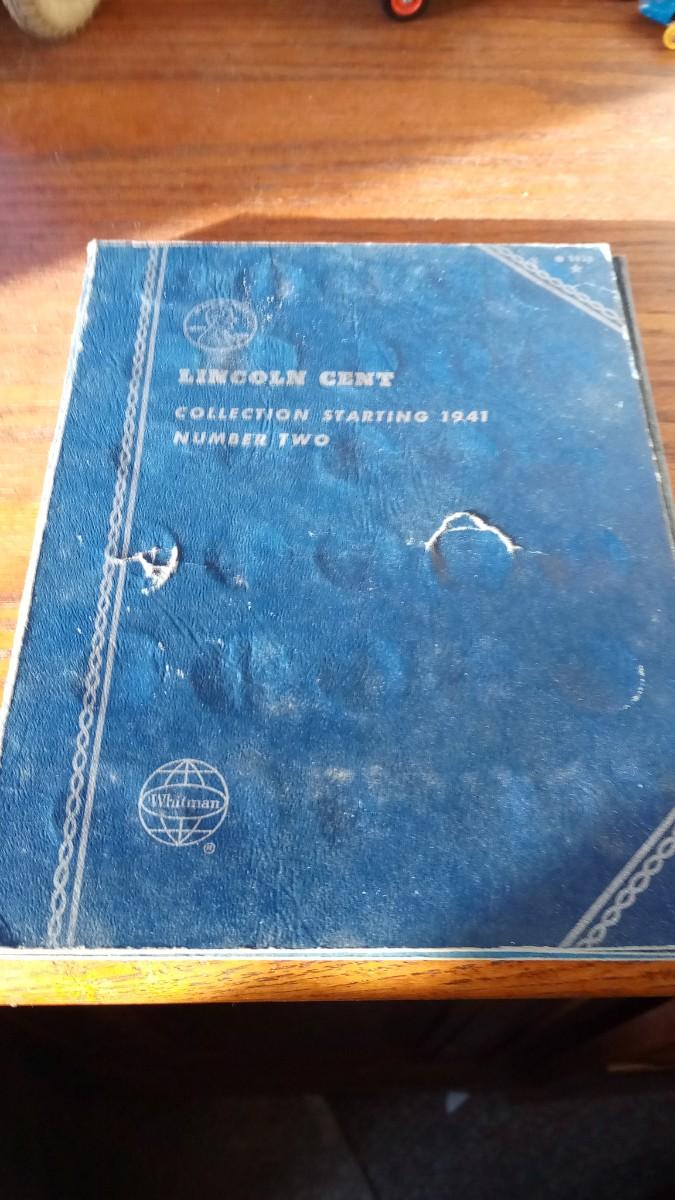 LINCOLN CENT
COLLECTION STARTING 1941
NUMBER TWO
Whitman
®